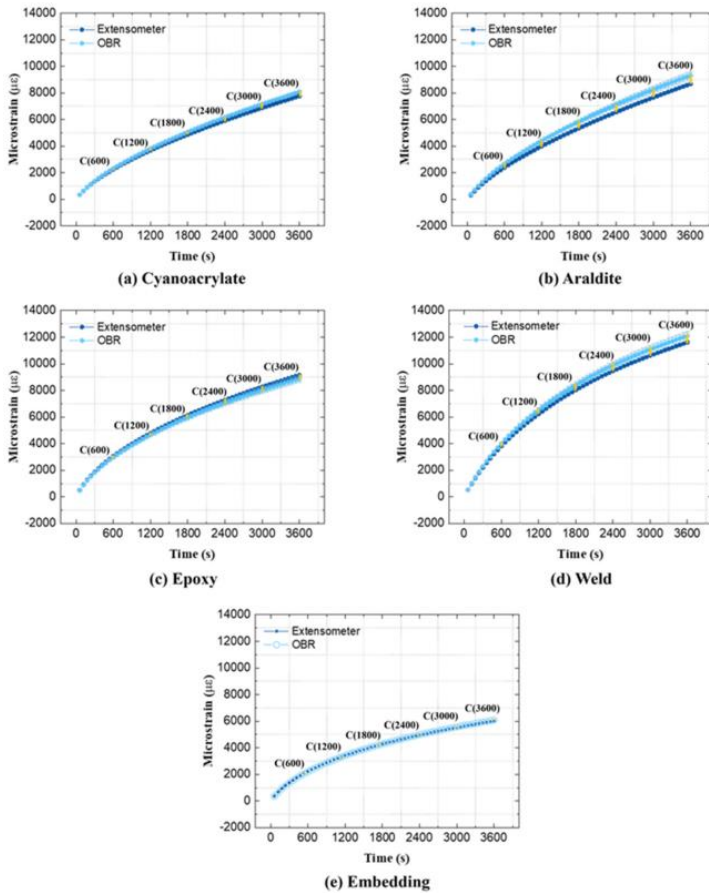 14000
12000
10000
8000
6000
4000
2000
0
-2000
Microstrain (με)
Extensometer
OBR
C(600)
C(1200)
C(1800)
C(2400)
C(3000)
C(3600)
0 600 1200 1800 2400 3000 3600
Time (s)
(a) Cyanoacrylate
14000
12000
10000
8000
6000
4000
2000
0
-2000
Microstrain (με)
Extensometer
OBR
C(600)
C(1200)
C(1800)
C(2400)
C(3000)
C(3600)
0 600 1200 1800 2400 3000 3600
Time (s)
(b) Araldite
14000
12000
10000
8000
6000
4000
2000
0
-2000
Microstrain (με)
Extensometer
OBR
C(600)
C(1200)
C(1800)
C(2400)
C(3000)
C(3600)
0 600 1200 1800 2400 3000 3600
Time (s)
(c) Epoxy
14000
12000
10000
8000
6000
4000
2000
0
-2000
Microstrain (με)
Extensometer
OBR
C(600)
C(1200)
C(1800)
C(2400)
C(3000)
C(3600)
0 600 1200 1800 2400 3000 3600
Time (s)
(d) Weld
14000
12000
10000
8000
6000
4000
2000
0
-2000
Microstrain (με)
Extensometer
OBR
C(600)
C(1200)
C(1800)
C(2400)
C(3000)
C(3600)
0 600 1200 1800 2400 3000 3600
Time (s)
(e) Embedding